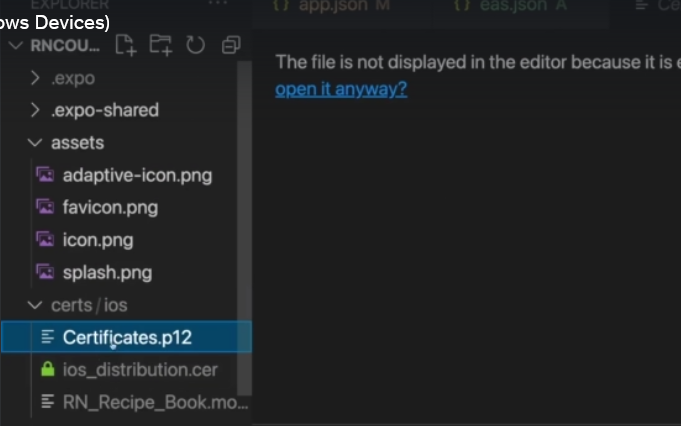 EXPLORER
ows Devices)
app.json M
eas.json A
RNCOU...
The file is not displayed in the editor because it is
open it anyway?
.expo
.expo-shared
assets
adaptive-icon.png
favicon.png
icon.png
splash.png
certs/ios
Certificates.p12
ios_distribution.cer
RN_Recipe_Book.mo...